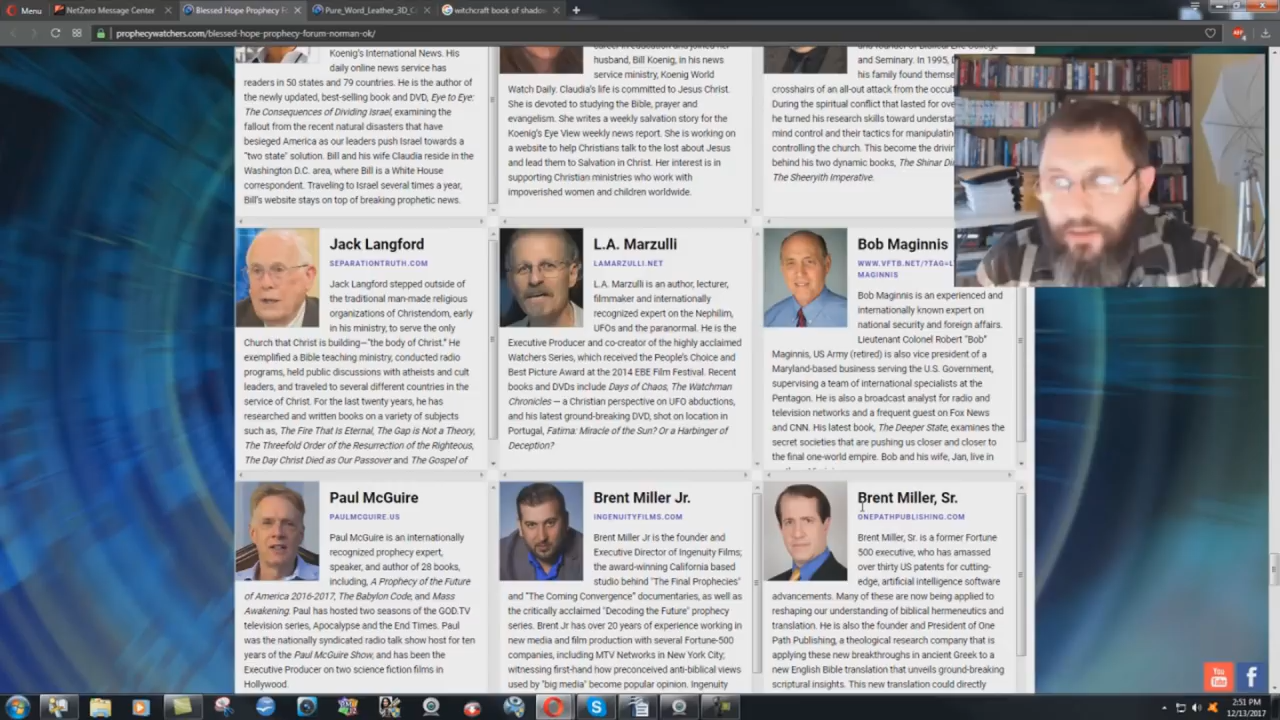 Menu
NetZero Message Center
Blessed Hope Prophecy F
Pure_Word_Leather_3D_C
witchcraft book of shado
prophecywatchers.com/blessed-hope-prophecy-forum-norman-ok/
Koenig's International News. His
daily online news service has
readers in 50 states and 79 countries. He is the author of
the newly updated, best-selling book and DVD, Eye to Eye:
The Consequences of Dividing Israel, examining the
fallout from the recent natural disasters that have
besieged America as our leaders push Israel towards a
"two state" solution. Bill and his wife Claudia reside in the
Washington D.C. area, where Bill is a White House
correspondent. Traveling to Israel several times a year,
Bill's website stays on top of breaking prophetic news.
career in education and joined her
husband, Bill Koenig, in his news
service ministry, Koenig World
Watch Daily. Claudia's life is committed to Jesus Christ.
She is devoted to studying the Bible, prayer and
evangelism. She writes a weekly salvation story for the
Koenig's Eye View weekly news report. She is working on
a website to help Christians talk to the lost about Jesus
and lead them to Salvation in Christ. Her interest is in
supporting Christian ministries who work with
impoverished women and children worldwide.
and founder of Biblical Life College
and Seminary. In 1995, D
his family found themse
crosshairs of an all-out attack from the occult
During the spiritual conflict that lasted for ove
he turned his research skills toward understan
mind control and their tactics for manipulating
controlling the church. This become the drivin
behind his two dynamic books, The Shinar Di
The Sheeryith Imperative.
Jack Langford
SEPARATIONTRUTH.COM
Jack Langford stepped outside of
the traditional man-made religious
organizations of Christendom, early
in his ministry, to serve the only
Church that Christ is building—"the body of Christ." He
exemplified a Bible teaching ministry, conducted radio
programs, held public discussions with atheists and cult
leaders, and traveled to several different countries in the
service of Christ. For the last twenty years, he has
researched and written books on a variety of subjects
such as, The Fire That Is Eternal, The Gap is Not a Theory,
The Threefold Order of the Resurrection of the Righteous,
The Day Christ Died as Our Passover and The Gospel of
L.A. Marzulli
LAMARZULLI.NET
L.A. Marzulli is an author, lecturer,
filmmaker and internationally
recognized expert on the Nephilim,
UFOs and the paranormal. He is the
Executive Producer and co-creator of the highly acclaimed
Watchers Series, which received the People's Choice and
Best Picture Award at the 2014 EBE Film Festival. Recent
books and DVDs include Days of Chaos, The Watchman
Chronicles — a Christian perspective on UFO abductions,
and his latest ground-breaking DVD, shot on location in
Portugal, Fatima: Miracle of the Sun? Or a Harbinger of
Deception?
Bob Maginnis
WWW.VFTB.NET/?TAG=L
MAGINNIS
Bob Maginnis is an experienced and
internationally known expert on
national security and foreign affairs.
Lieutenant Colonel Robert "Bob"
Maginnis, US Army (retired) is also vice president of a
Maryland-based business serving the U.S. Government,
supervising a team of international specialists at the
Pentagon. He is also a broadcast analyst for radio and
television networks and a frequent guest on Fox News
and CNN. His latest book, The Deeper State, examines the
secret societies that are pushing us closer and closer to
the final one-world empire. Bob and his wife, Jan, live in
Paul McGuire
PAULMCGUIRE.US
Paul McGuire is an internationally
recognized prophecy expert,
speaker, and author of 28 books,
including, A Prophecy of the Future
of America 2016-2017, The Babylon Code, and Mass
Awakening. Paul has hosted two seasons of the GOD.TV
television series, Apocalypse and the End Times. Paul
was the nationally syndicated radio talk show host for ten
years of the Paul McGuire Show, and has been the
Executive Producer on two science fiction films in
Hollywood.
Brent Miller Jr.
INGENUITYFILMS.COM
Brent Miller Jr is the founder and
Executive Director of Ingenuity Films;
the award-winning California based
studio behind "The Final Prophecies"
and "The Coming Convergence" documentaries, as well as
the critically acclaimed "Decoding the Future" prophecy
series. Brent Jr has over 20 years of experience working in
new media and film production with several Fortune-500
companies, including MTV Networks in New York City;
witnessing first-hand how preconceived anti-biblical views
used by "big media" become popular opinion. Ingenuity
Brent Miller, Sr.
ONEPATHPUBLISHING.COM
Brent Miller, Sr. is a former Fortune
500 executive, who has amassed
over thirty US patents for cutting-
edge, artificial intelligence software
advancements. Many of these are now being applied to
reshaping our understanding of biblical hermeneutics and
translation. He is also the founder and President of One
Path Publishing, a theological research company that is
applying these new breakthroughs in ancient Greek to a
new English Bible translation that unveils ground-breaking
scriptural insights. This new translation could directly
You
Tube
2:51 PM
12/13/2017